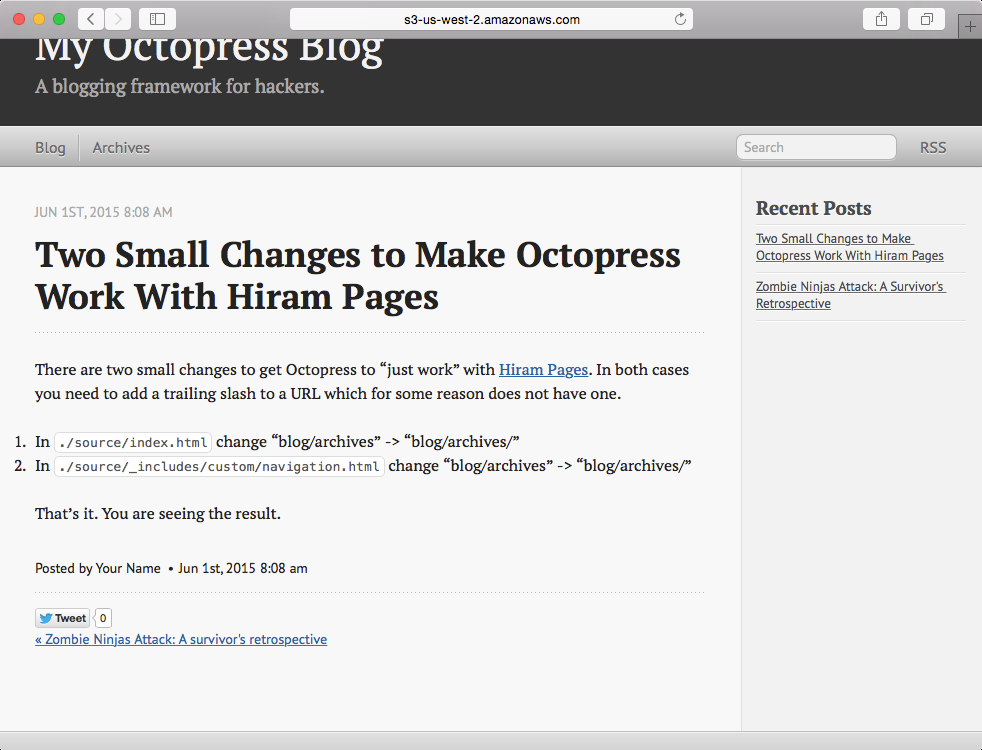 s3-us-west-2.amazonaws.com
My Octopress Blog
A blogging framework for hackers.
Blog
Archives
Search
RSS
JUN 1ST, 2015 8:08 AM
Two Small Changes to Make Octopress
Work With Hiram Pages
There are two small changes to get Octopress to “just work” with Hiram Pages. In both cases
you need to add a trailing slash to a URL which for some reason does not have one.
1. In ./source/index.html change “blog/archives” -> “blog/archives/”
2. In ./source/_includes/custom/navigation.html change “blog/archives” -> “blog/archives/”
That’s it. You are seeing the result.
Posted by Your Name • Jun 1st, 2015 8:08 am
Tweet 0
« Zombie Ninjas Attack: A survivor's retrospective
Recent Posts
Two Small Changes to Make
Octopress Work With Hiram Pages
Zombie Ninjas Attack: A Survivor's
Retrospective